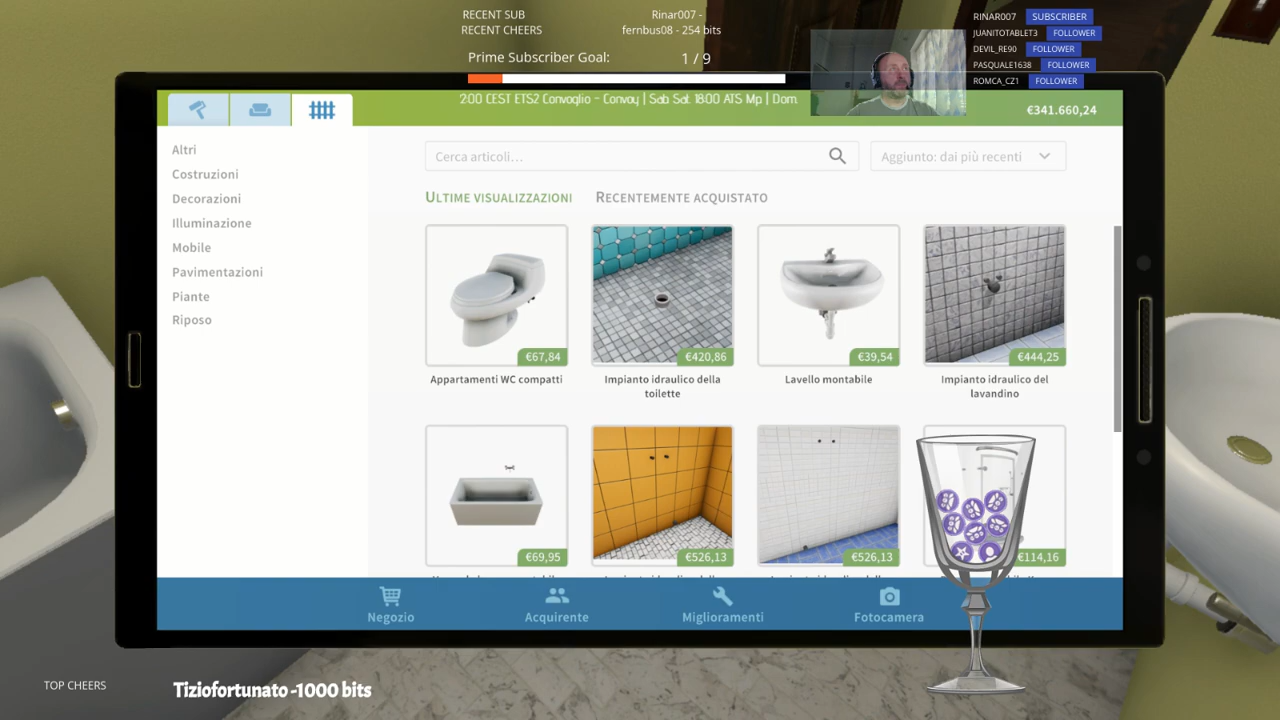 RECENT SUB
Rinar007 -
RECENT CHEERS
fernbus08 - 254 bits
Prime Subscriber Goal:
1 / 9
RINAR007 SUBSCRIBER
JUANITOTABLET3 FOLLOWER
DEVIL_RE90 FOLLOWER
PASQUALE1638 FOLLOWER
ROMCA_CZ1 FOLLOWER
2:00 CEST ETS2 Convoglio - Convoy | Sab Sat: 18:00 ATS Mp | Dom.
€341.660,24
Altri
Costruzioni
Decorazioni
Illuminazione
Mobile
Pavimentazioni
Piante
Riposo
Cerca articoli...
Aggiunto: dai più recenti
Ultime visualizzazioni
Recentemente acquistato
€67,84
€420,86
€39,54
€444,25
Appartamenti WC compatti
Impianto idraulico della
toilette
Lavello montabile
Impianto idraulico del
lavandino
€69,95
€526,13
€526,13
€114,16
Negozio
Acquirente
Miglioramenti
Fotocamera
TOP CHEERS
Tiziofortunato -1000 bits